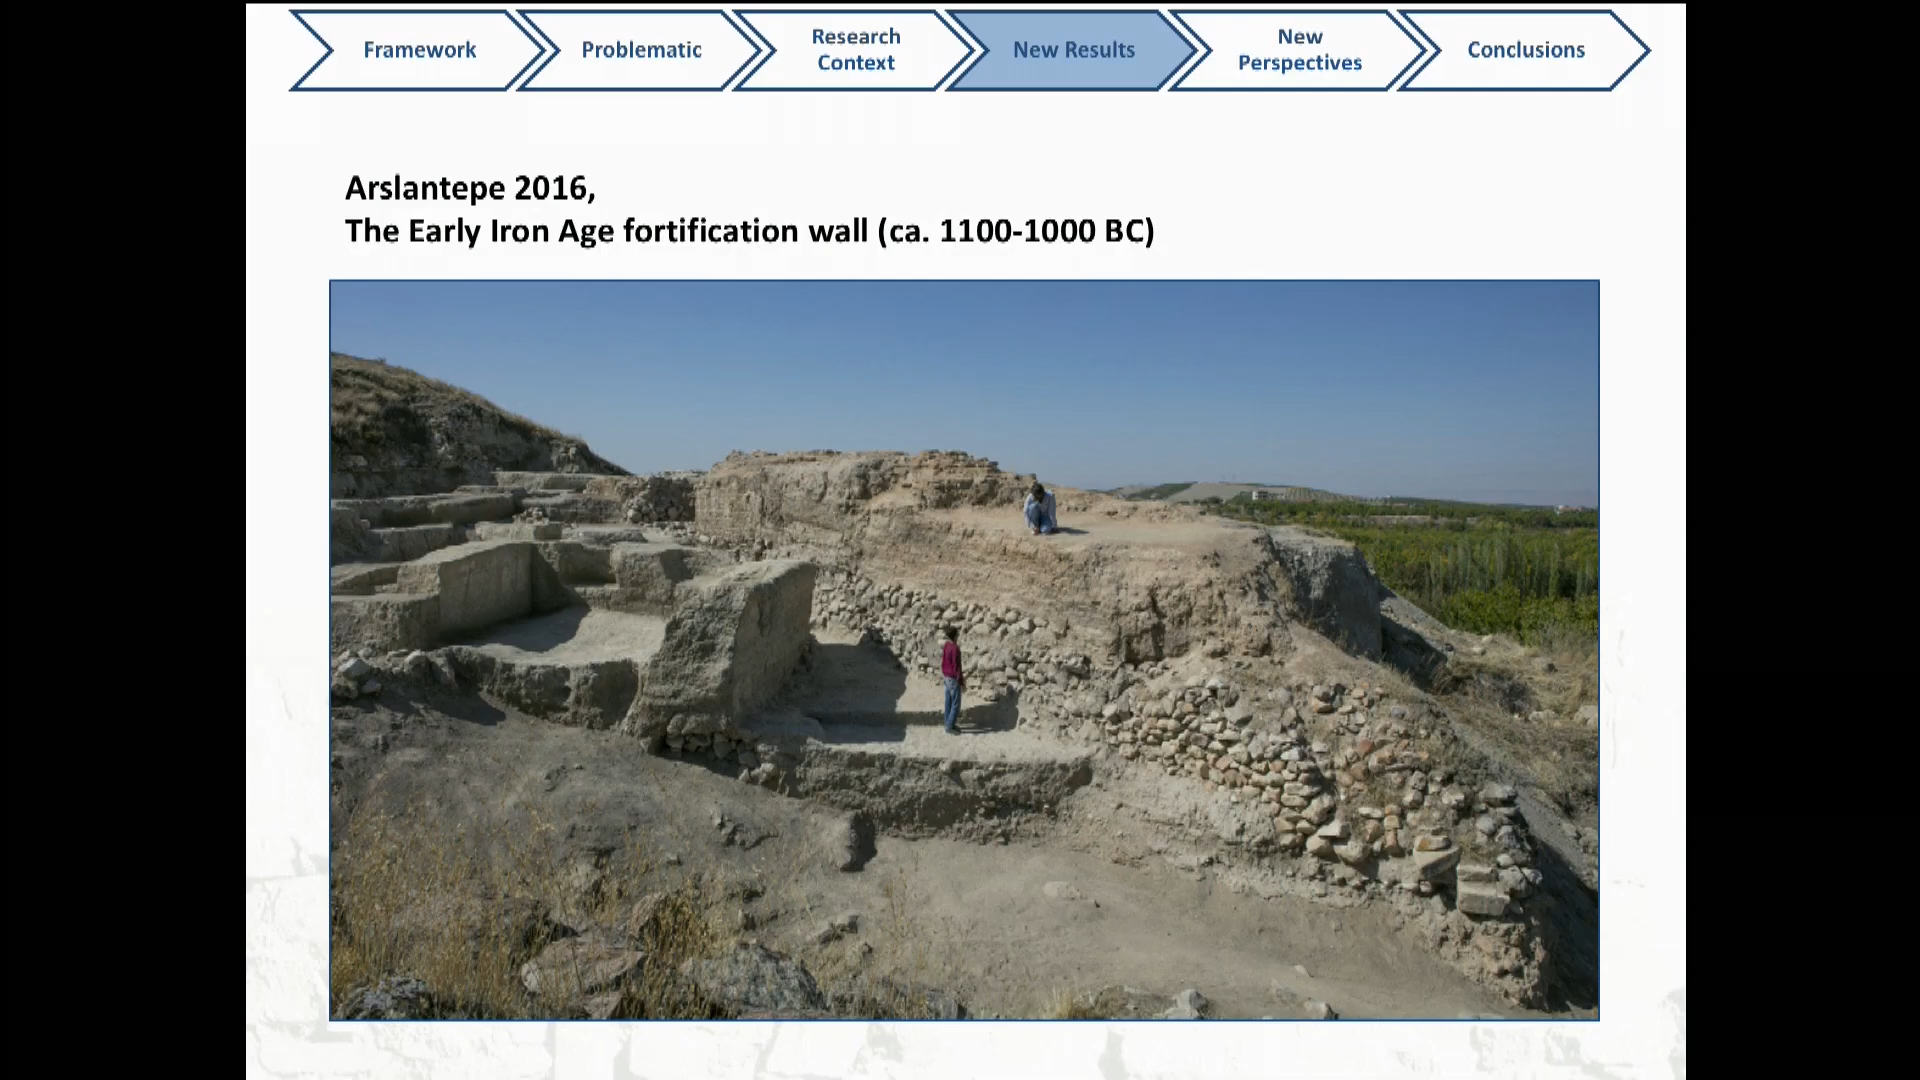 Framework
Problematic
Research
Context
New Results
New
Perspectives
Conclusions
Arslantepe 2016,
The Early Iron Age fortification wall (ca. 1100-1000 BC)